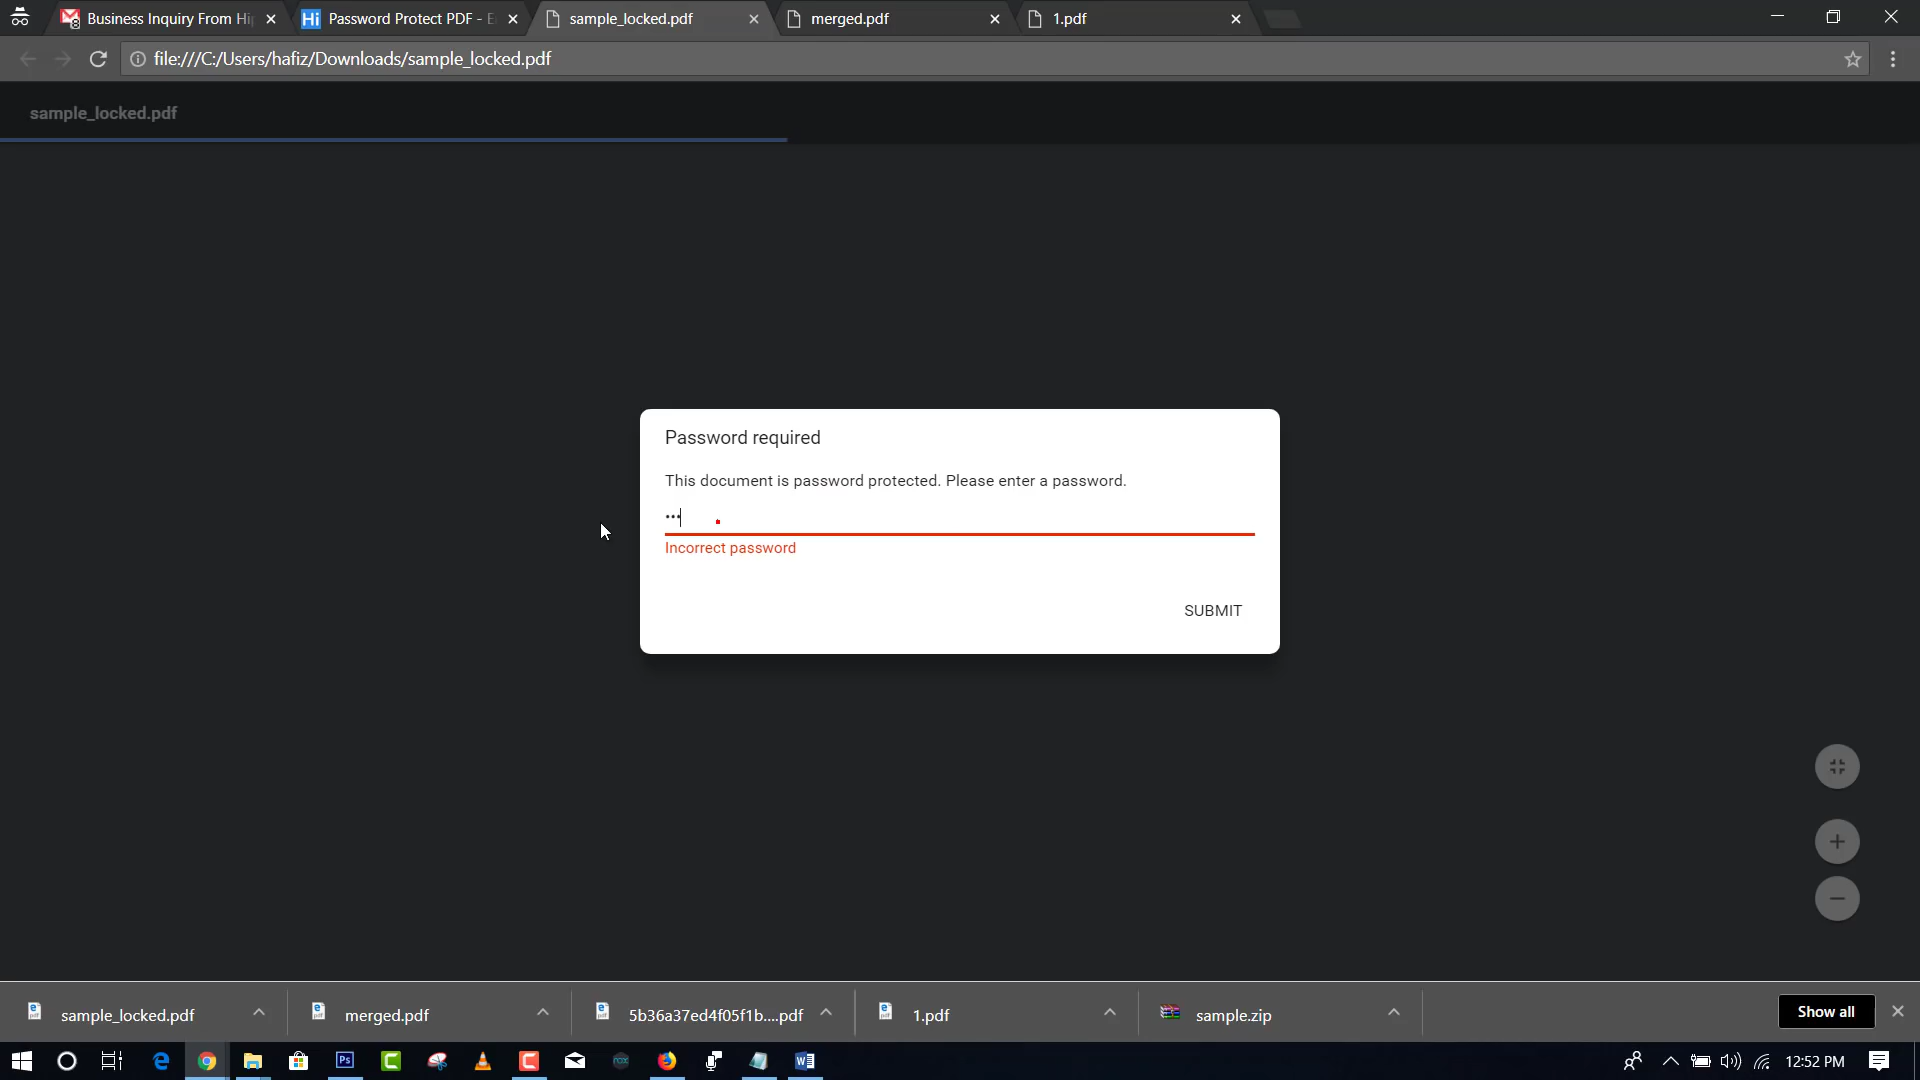 Business Inquiry From Hi
Password Protect PDF - E
sample_locked.pdf
merged.pdf
1.pdf
file:///C:/Users/hafiz/Downloads/sample_locked.pdf
sample_locked.pdf
Password required
This document is password protected. Please enter a password.
•••
Incorrect password
SUBMIT
sample_locked.pdf
merged.pdf
5b36a37ed4f05f1b....pdf
1.pdf
sample.zip
Show all
12:52 PM